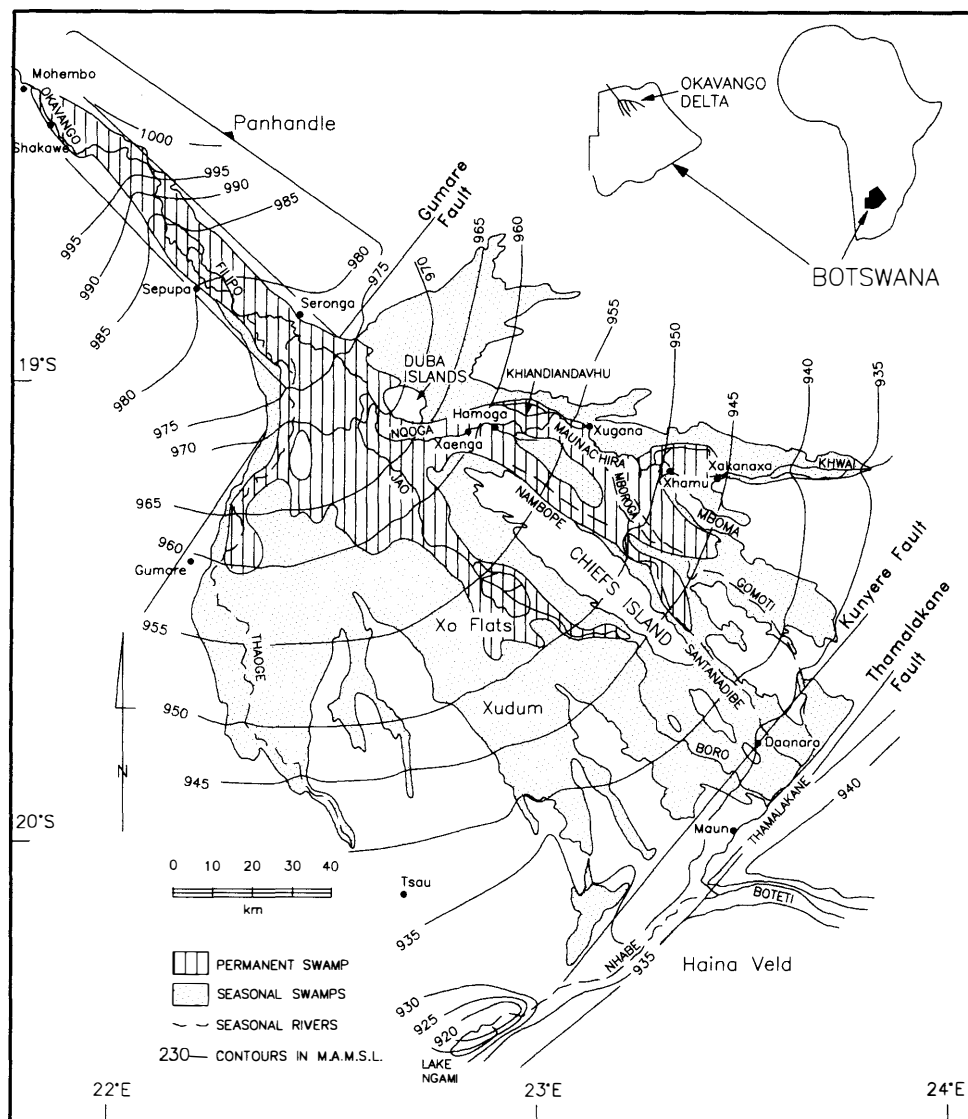 Mohembo
OKAVANGO
Shakawe
1000
Panhandle
OKAVANGO
DELTA
BOTSWANA
995
990
985
980
975
Gumare
Fault
970
965
960
955
950
945
940
935
995
990
985
980
975
970
965
960
955
950
945
935
FILIPO
Sepupa
Seronga
19°S
DUBA
ISLANDS
KHIANDIANDAVHU
NQOGA
Hamoga
Xaenga
MAUNACHIRA
Xugana
MBOROGA
Xhamu
Xakanaxa
KHWAI
JAO
NAMBOPE
MBOMA
CHIEFS ISLAND
GOMOTI
Kunyere Fault
Thamalakane
Fault
Gumare
Xo Flats
THAOGE
SANTANADIBE
Xudum
BORO
Daonara
N
20°S
Maun
THAMALAKANE
940
0 10 20 30 40
km
Tsau
BOTETI
NHABE
935
Haina Veld
930
925
920
LAKE
NGAMI
PERMANENT SWAMP
SEASONAL SWAMPS
SEASONAL RIVERS
230 CONTOURS IN M.A.M.S.L.
22°E
23°E
24°E